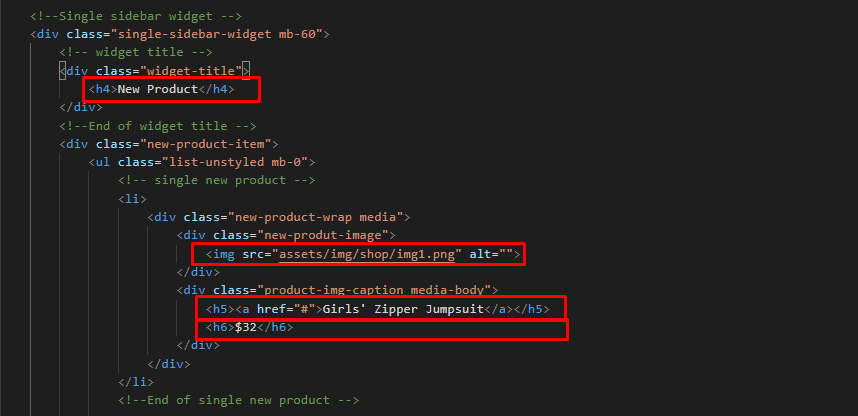 <!--Single sidebar widget -->
<div class="single-sidebar-widget mb-60">
<!-- widget title -->
<div class="widget-title">
<h4>New Product</h4>
</div>
<!--End of widget title -->
<div class="new-product-item">
<ul class="list-unstyled mb-0">
<!-- single new product -->
<li>
<div class="new-product-wrap media">
<div class="new-produt-image">
<img src="assets/img/shop/img1.png" alt="">
</div>
<div class="product-img-caption media-body">
<h5><a href="#">Girls' Zipper Jumpsuit</a></h5>
<h6>$32</h6>
</div>
</div>
</li>
<!--End of single new product -->